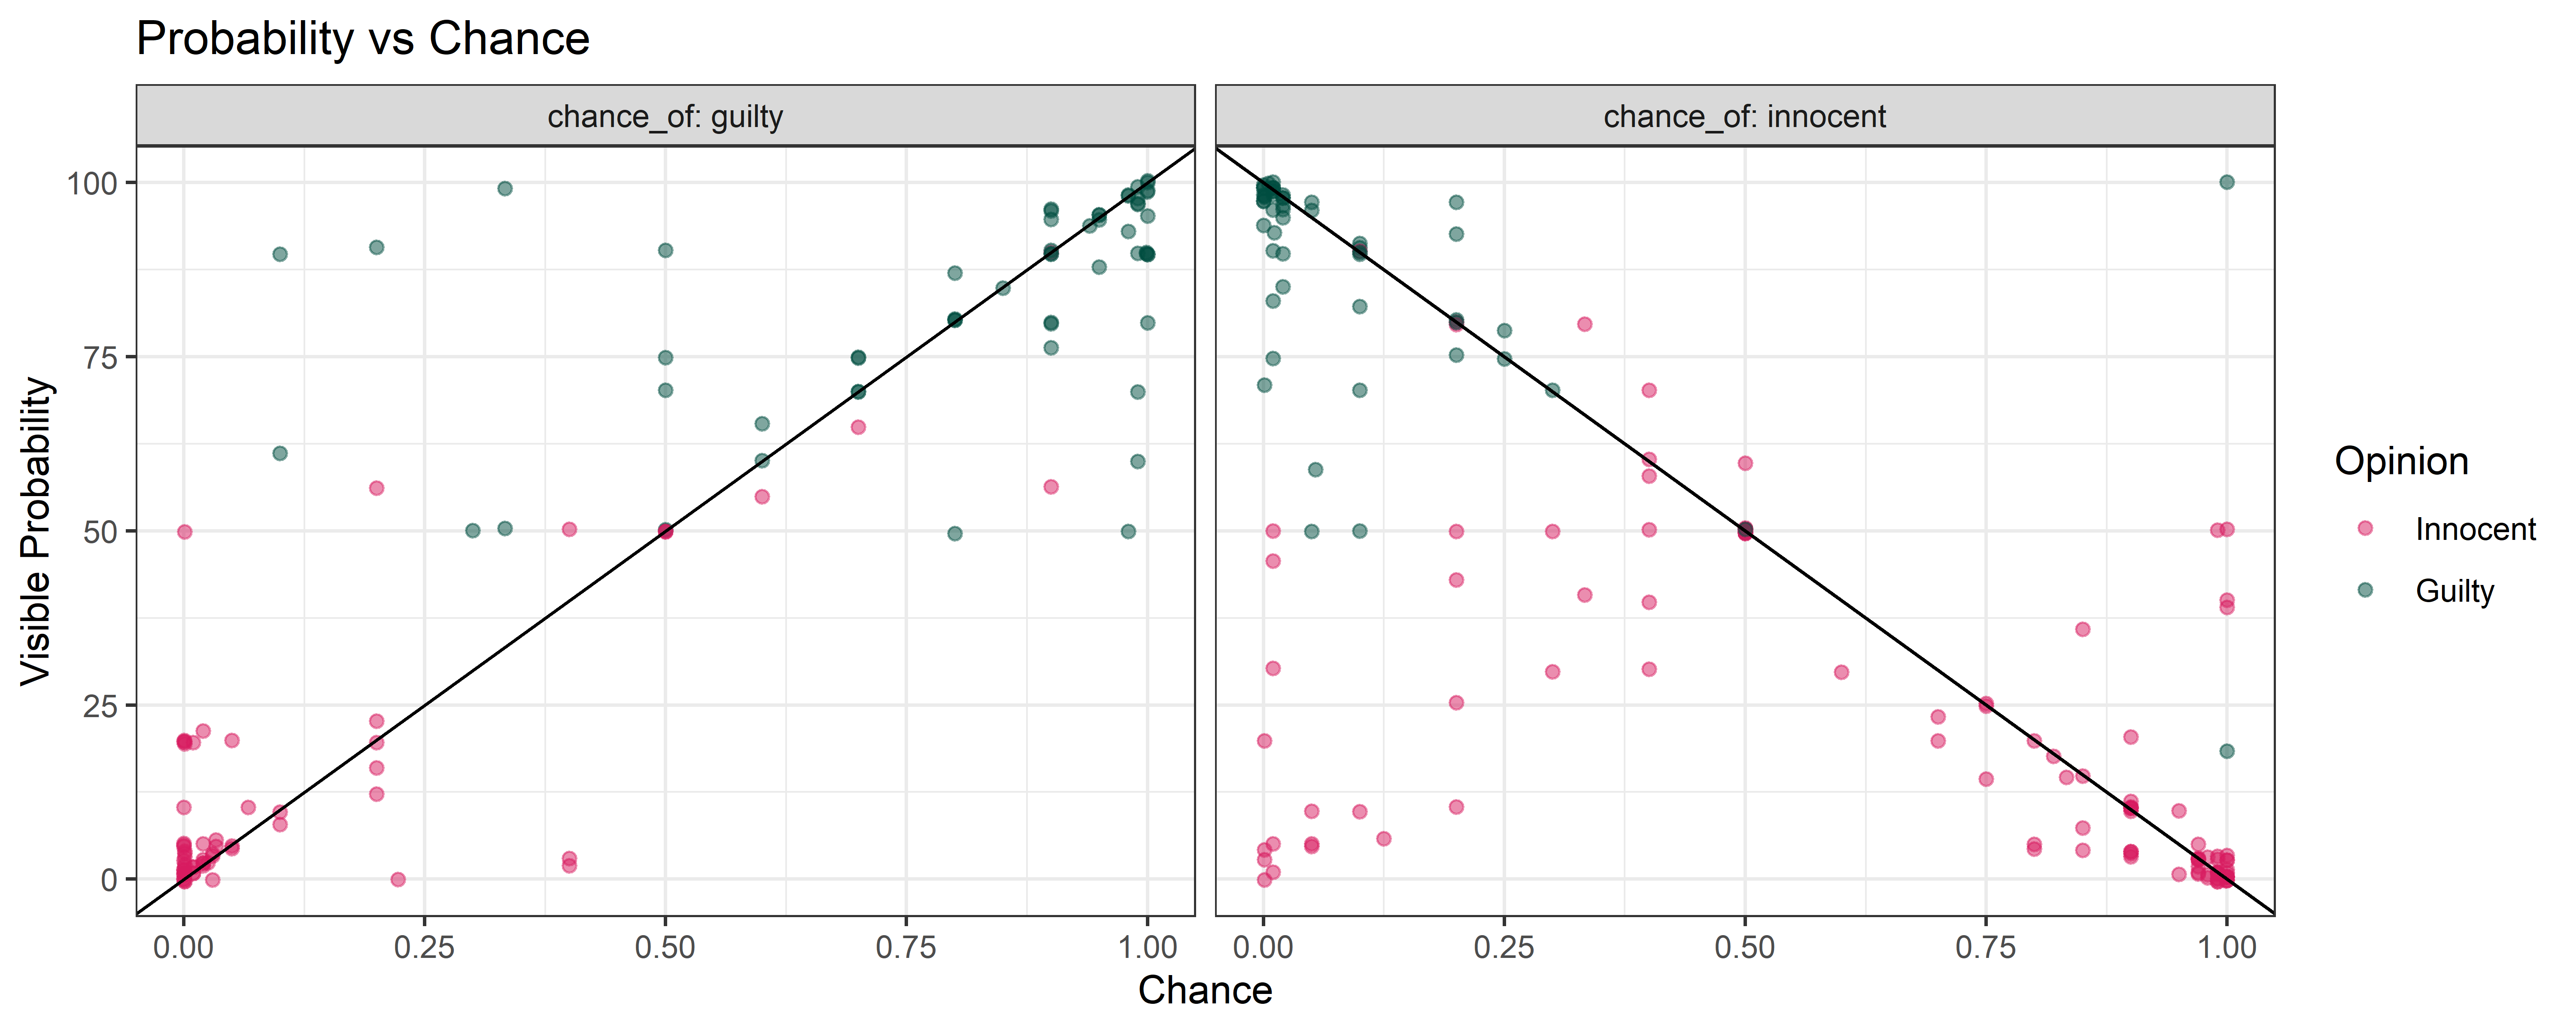 Probability vs Chance
chance_of: guilty
chance_of: innocent
Visible Probability
100
75
50
25
0
0.00
0.25
0.50
0.75
1.00
0.00
0.25
0.50
0.75
1.00
Chance
Opinion
Innocent
Guilty